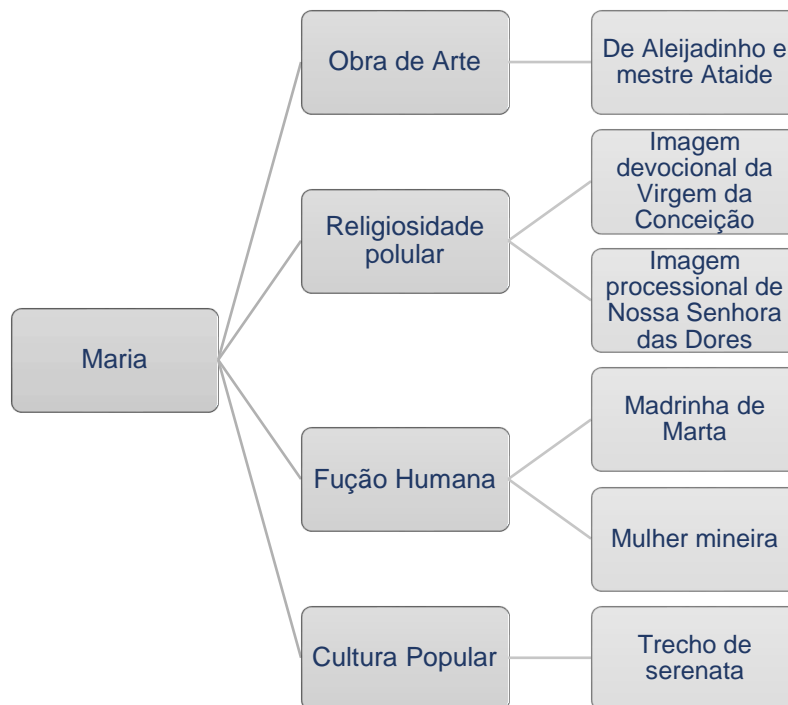 Maria
Obra de Arte
De Aleijadinho e
mestre Ataide
Religiosidade
polular
Imagem
devocional da
Virgem da
Conceição
Imagem
processional de
Nossa Senhora
das Dores
Fução Humana
Madrinha de
Marta
Mulher mineira
Cultura Popular
Trecho de
serenata